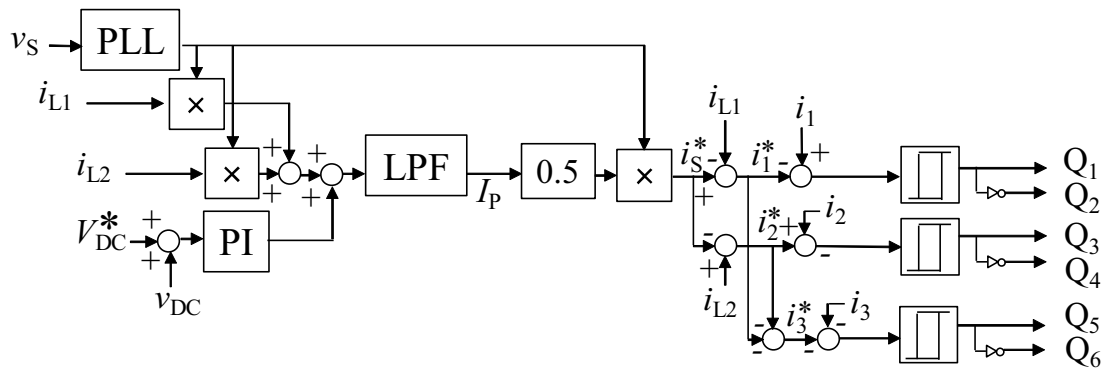 v_S PLL
i_L1 × i_L1 i_1
+ + + i_S* - i_1* - + Q_1
i_L2 × + + LPF I_P 0.5 × + Q_2
V_DC* + PI - i_2* + i_2 Q_3
+ + - Q_4
v_DC i_L2 i_3
- i_3* - - Q_5
- - Q_6